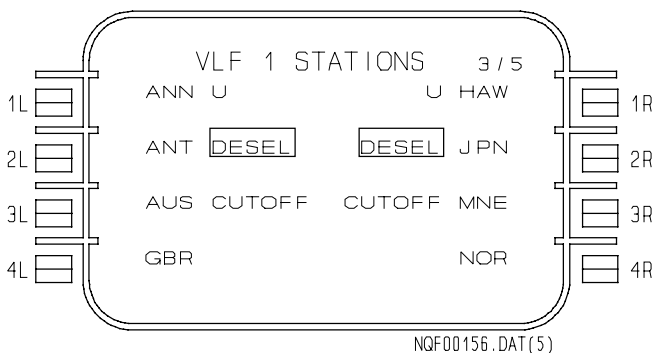 VLF 1 STATIONS 3/5
1L ANN U U HAW 1R
2L ANT DESEL DESEL JPN 2R
3L AUS CUTOFF CUTOFF MNE 3R
4L GBR NOR 4R
NQF00156.DAT(5)